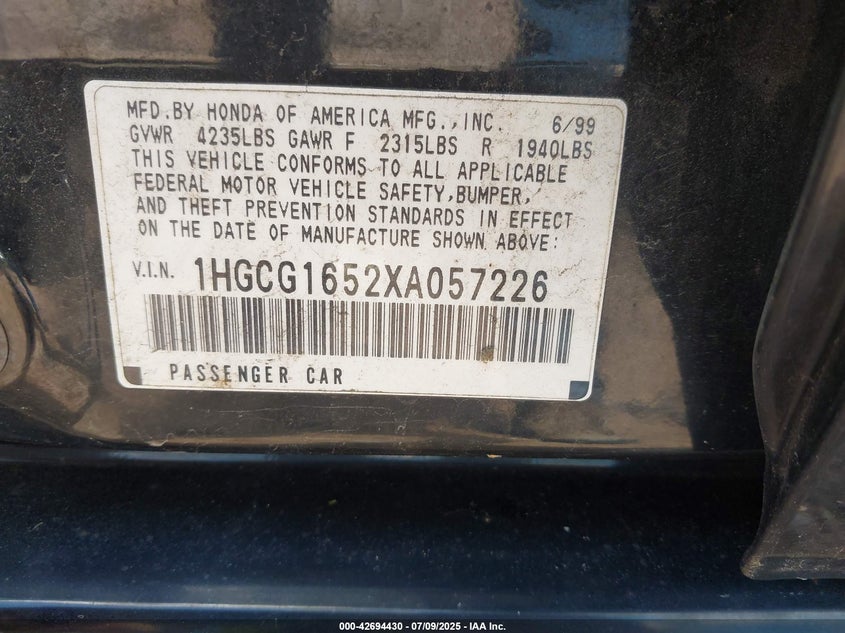 MFD.BY HONDA OF AMERICA MFG.,INC. 6/99
GVWR 4235LBS GAWR F 2315LBS R 1940LBS
THIS VEHICLE CONFORMS TO ALL APPLICABLE
FEDERAL MOTOR VEHICLE SAFETY,BUMPER,
AND THEFT PREVENTION STANDARDS IN EFFECT
ON THE DATE OF MANUFACTURE SHOWN ABOVE:
V.I.N. 1HGCG1652XA057226
PASSENGER CAR
000-42694430 - 07/09/2025 - IAA Inc.